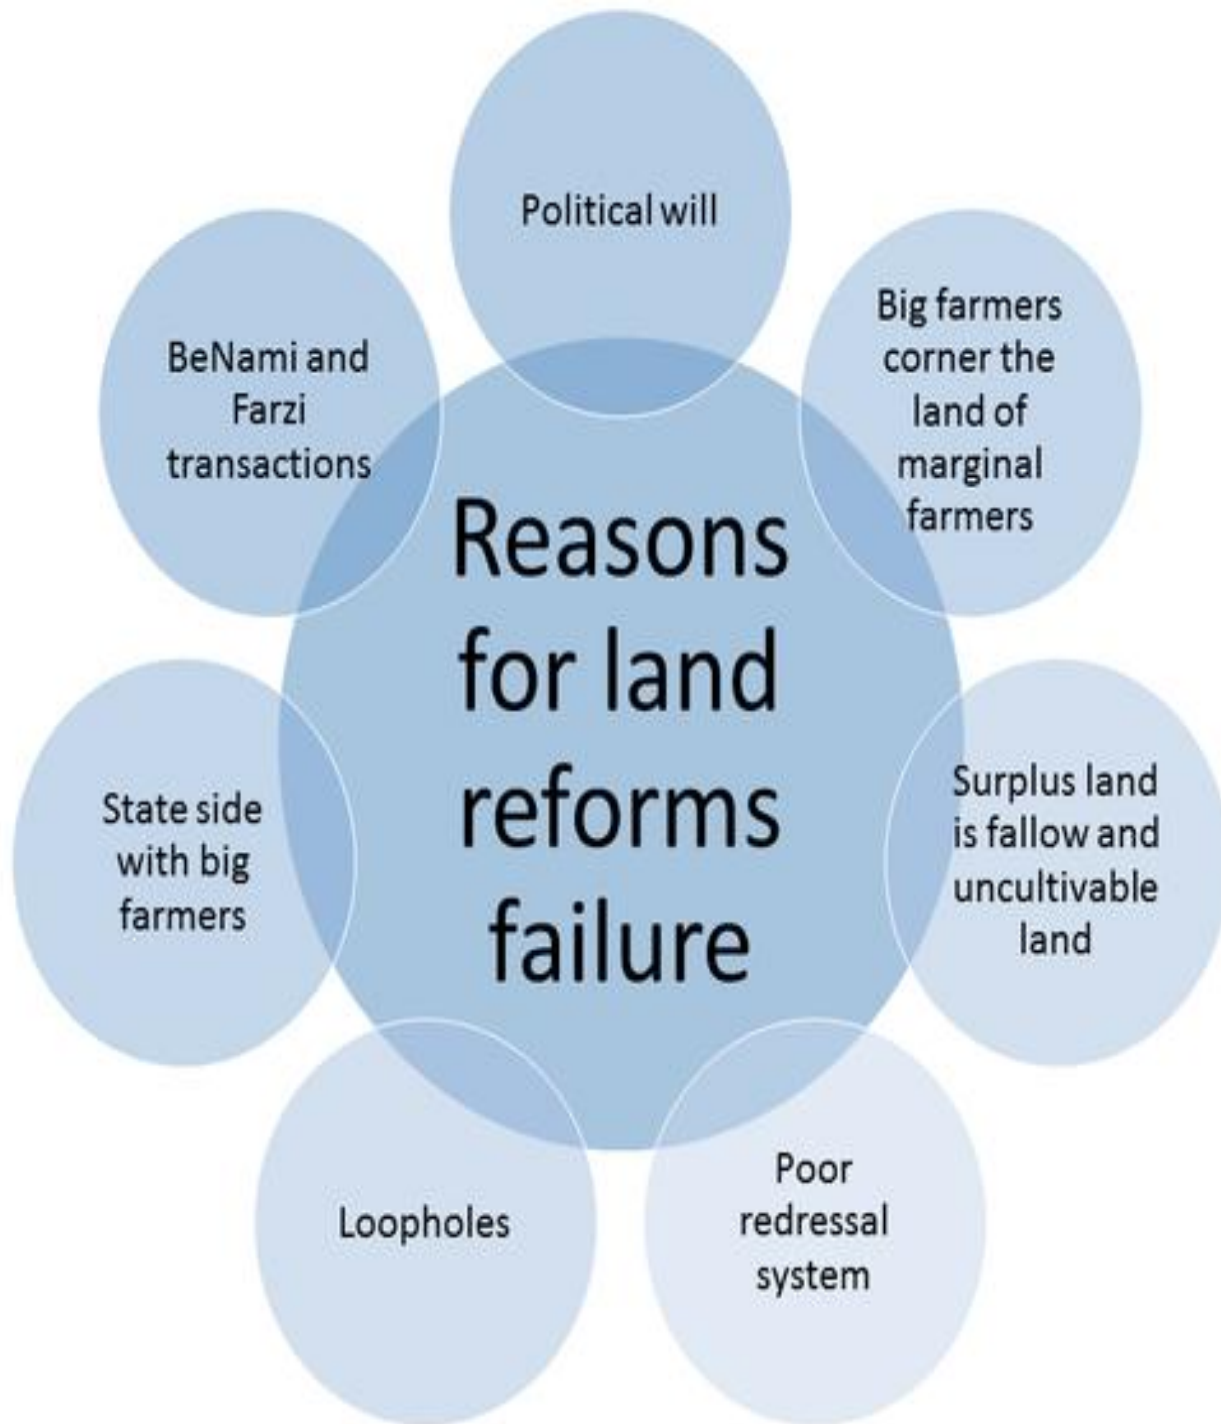 Political will
Big farmers
corner the
land of
marginal
farmers
Surplus land
is fallow and
uncultivable
land
Poor
redressal
system
Loopholes
State side
with big
farmers
BeNami and
Farzi
transactions
Reasons
for land
reforms
failure